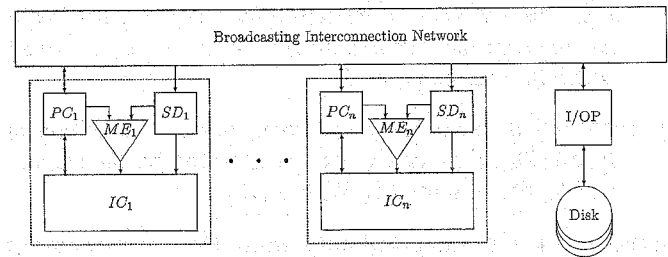 Broadcasting Interconnection Network
PC₁ ME₁ SD₁
IC₁
. . .
PCₙ MEₙ SDₙ
ICₙ
I/OP
Disk